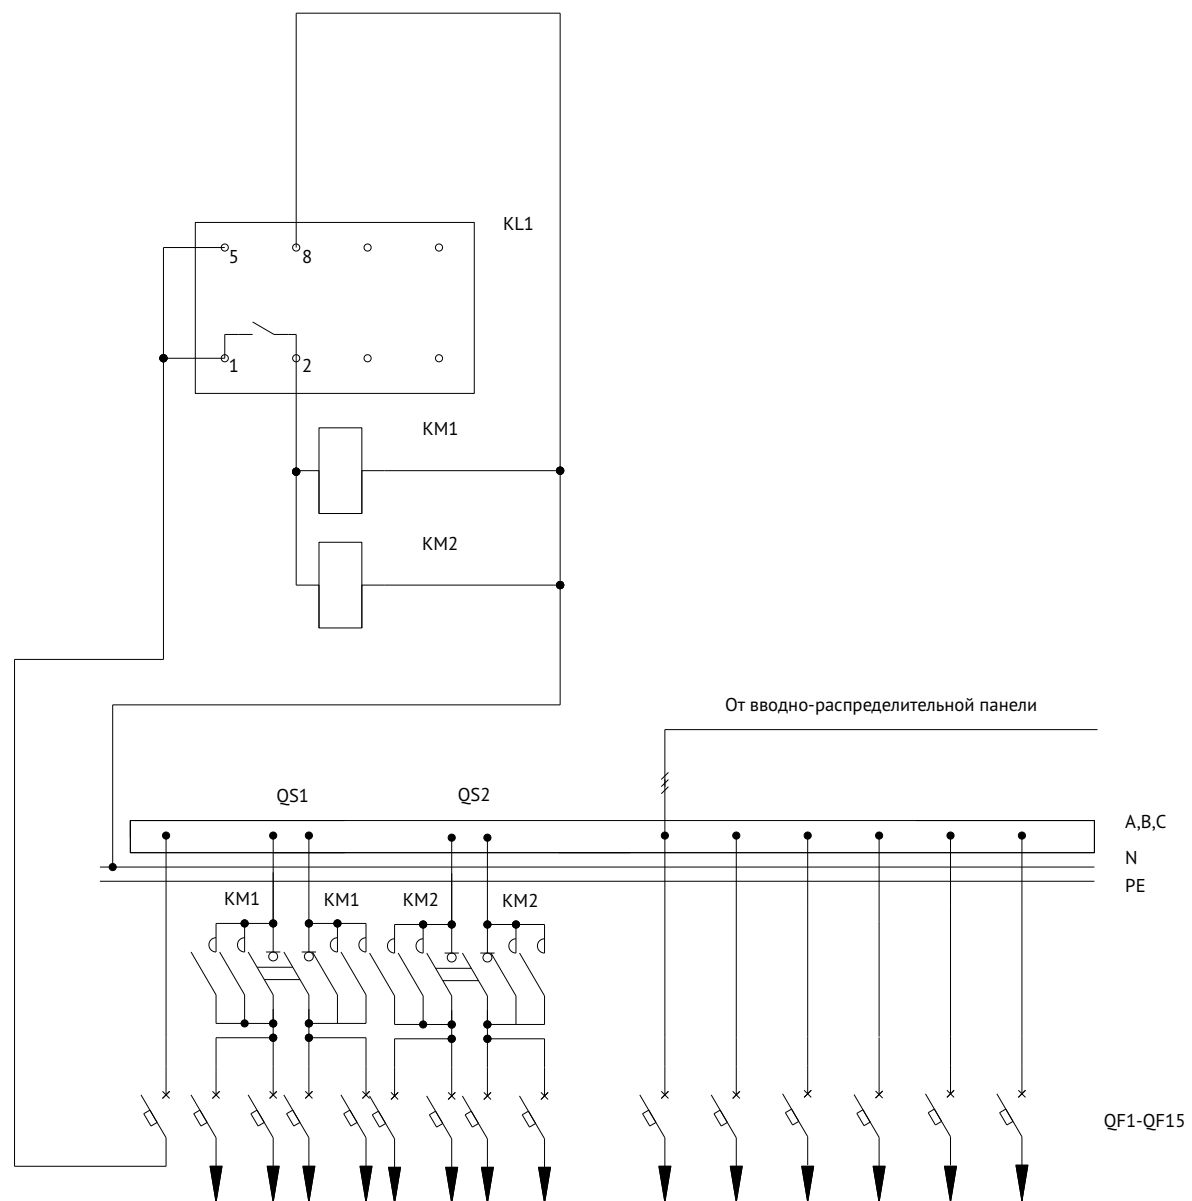 KL1
5
8
1
2
KM1
KM2
От вводно-распределительной панели
QS1
QS2
A,B,C
N
PE
KM1
KM1
KM2
KM2
QF1-QF15